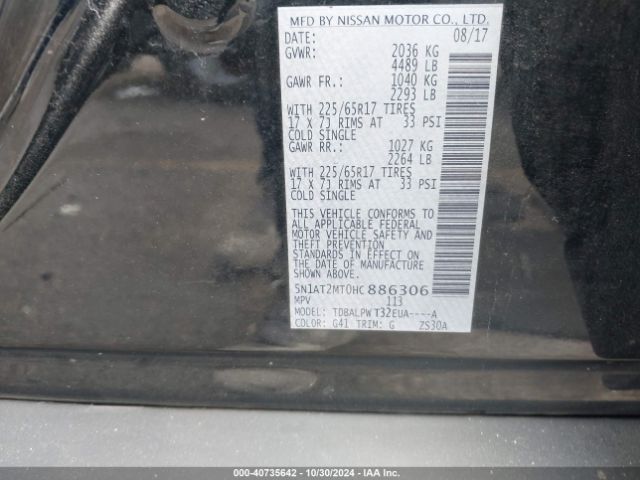 MFD BY NISSAN MOTOR CO., LTD.
DATE: 08/17
GVWR: 2036 KG
4489 LB
GAWR FR.: 1040 KG
2293 LB
WITH 225/65R17 TIRES
17 X 7J RIMS AT 33 PSI
COLD SINGLE
GAWR RR.: 1027 KG
2264 LB
WITH 225/65R17 TIRES
17 X 7J RIMS AT 33 PSI
COLD SINGLE
THIS VEHICLE CONFORMS TO
ALL APPLICABLE FEDERAL
MOTOR VEHICLE SAFETY AND
THEFT PREVENTION
STANDARDS IN EFFECT ON
THE DATE OF MANUFACTURE
SHOWN ABOVE.
5N1AT2MT0HC886306
MPV 113
MODEL: TDBALPWT32EUA----A
COLOR: G41 TRIM: G ZS30A
000-40735642 - 10/30/2024 - IAA Inc.